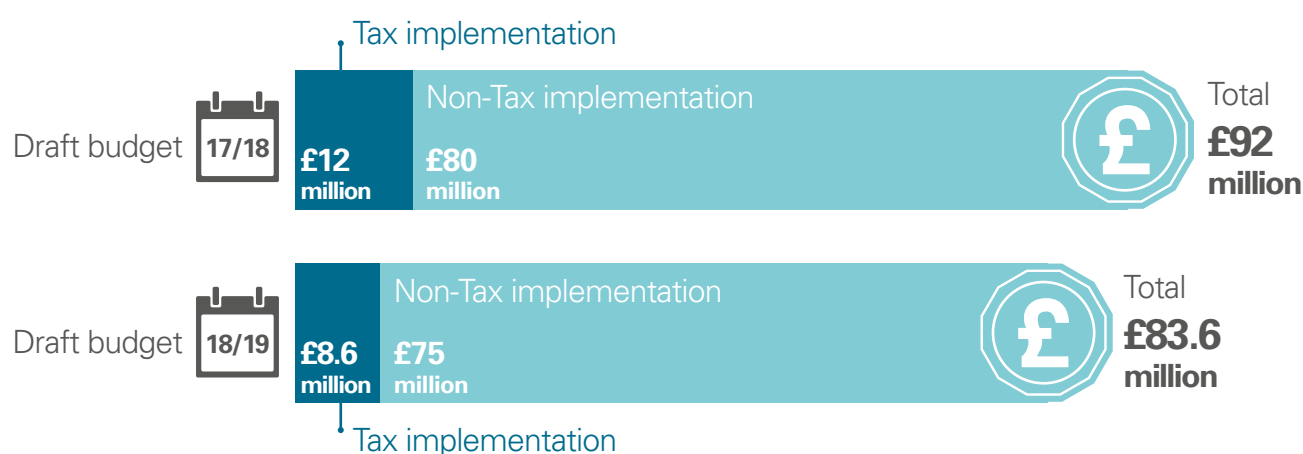 Tax implementation
Non-Tax implementation
Draft budget 17/18
£12 million
£80 million
£
Total
£92
million
Non-Tax implementation
Draft budget 18/19
£8.6 million
£75 million
£
Total
£83.6
million
Tax implementation